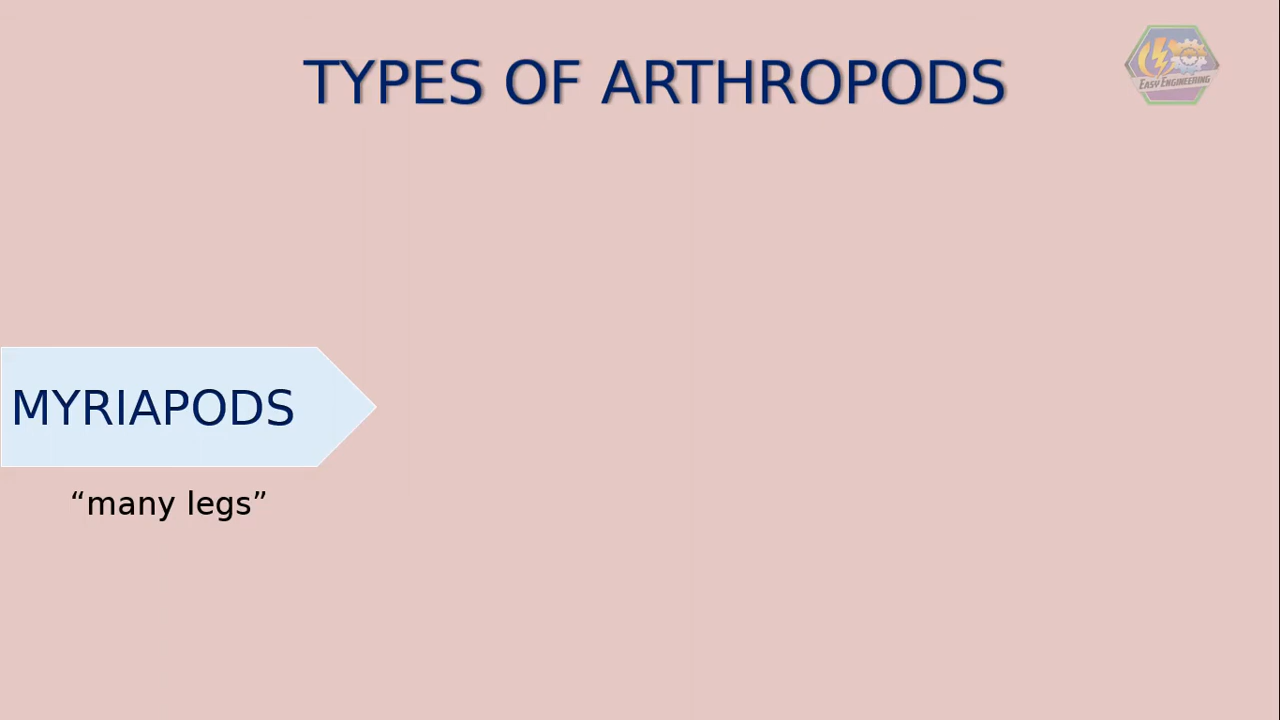 TYPES OF ARTHROPODS
EASY ENGINEERING
MYRIAPODS
“many legs”